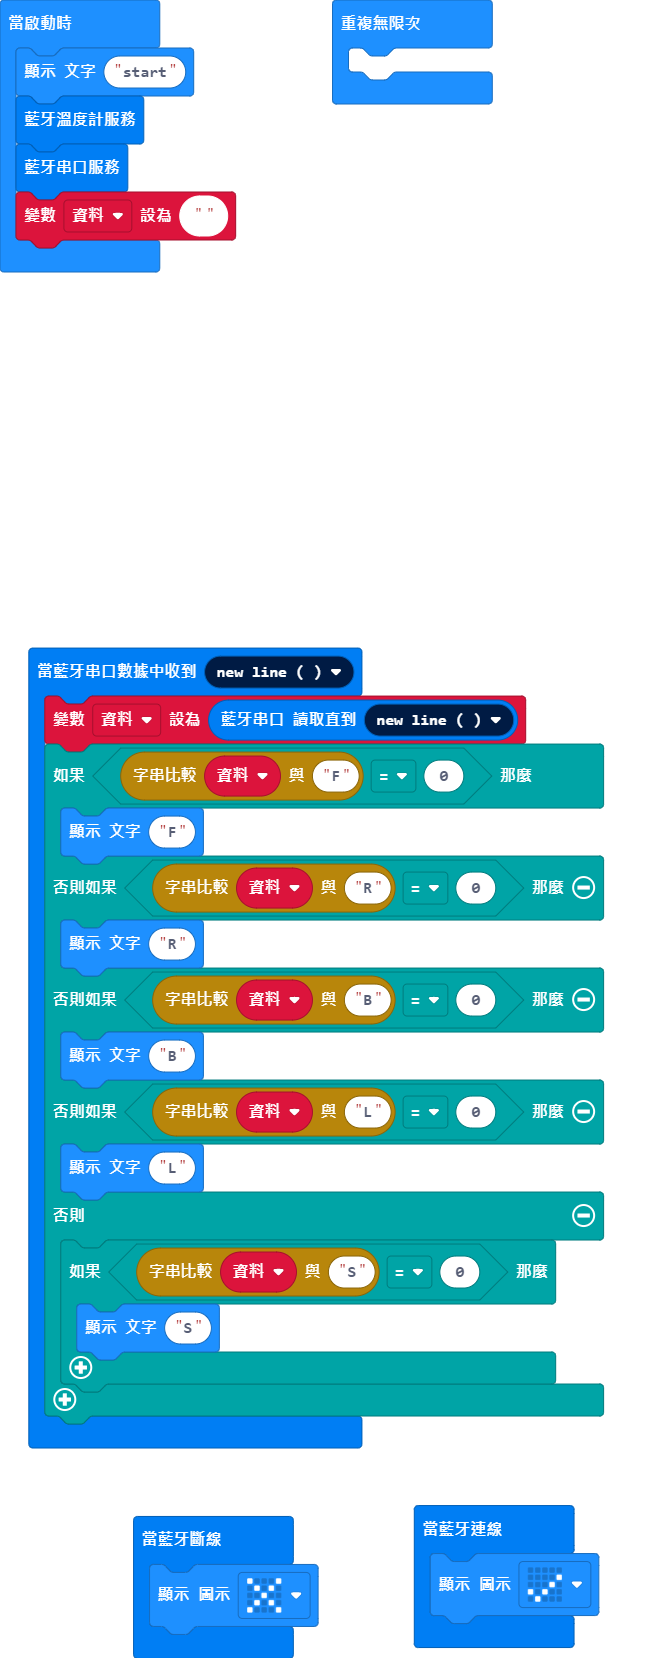 當啟動時
顯示 文字 "start"
藍牙溫度計服務
藍牙串口服務
變數 資料 設為 " "
重複無限次
當藍牙串口數據中收到 new line ( )
變數 資料 設為 藍牙串口 讀取直到 new line ( )
如果 字串比較 資料 與 "F" = 0 那麼
顯示 文字 "F"
否則如果 字串比較 資料 與 "R" = 0 那麼
顯示 文字 "R"
否則如果 字串比較 資料 與 "B" = 0 那麼
顯示 文字 "B"
否則如果 字串比較 資料 與 "L" = 0 那麼
顯示 文字 "L"
否則
如果 字串比較 資料 與 "S" = 0 那麼
顯示 文字 "S"
當藍牙斷線
顯示 圖示
當藍牙連線
顯示 圖示